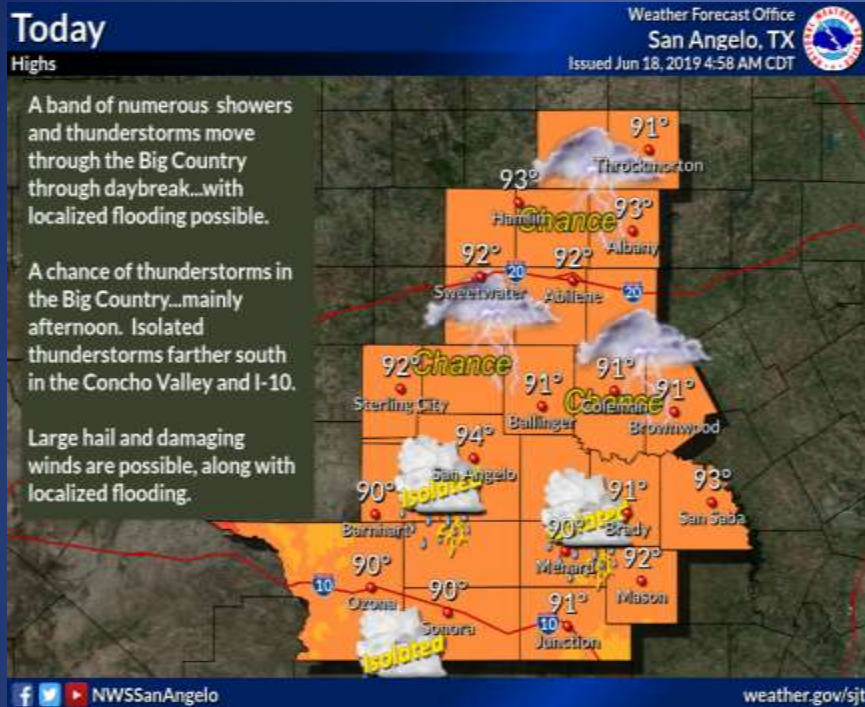 Today
Weather Forecast Office
San Angelo, TX
Issued Jun 18, 2019 4:58 AM CDT
Highs
A band of numerous showers
and thunderstorms move
through the Big Country
through daybreak...with
localized flooding possible.
A chance of thunderstorms in
the Big Country...mainly
afternoon. Isolated
thunderstorms farther south
in the Concho Valley and I-10.
Large hail and damaging
winds are possible, along with
localized flooding.
91°
Throckmorton
93°
Hamlin
Chance
93°
Albany
92°
Sweetwater
20
92°
Abilene
20
92°
Sterling City
Chance
91°
Ballinger
91°
Coleman
Chance
91°
Brownwood
94°
San Angelo
Isolated
90°
Barnhart
91°
Brady
Isolated
93°
San Saba
90°
Menard
92°
Mason
10
90°
Ozona
90°
Sonora
91°
10
Junction
Isolated
NWSSanAngelo
weather.gov/sjt